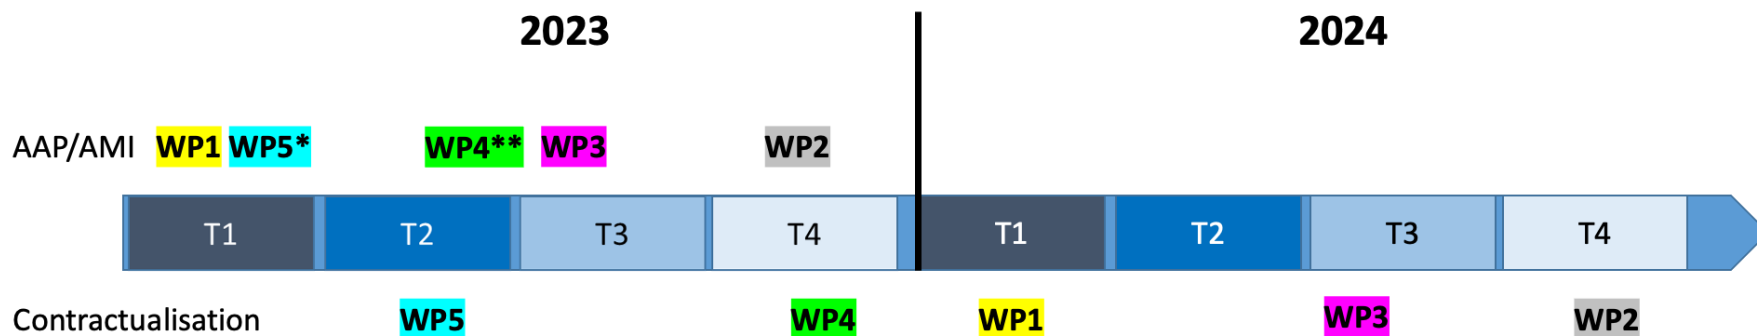 2023 2024
AAP/AMI WP1 WP5* WP4** WP3 WP2
T1 T2 T3 T4 T1 T2 T3 T4
Contractualisation WP5 WP4 WP1 WP3 WP2